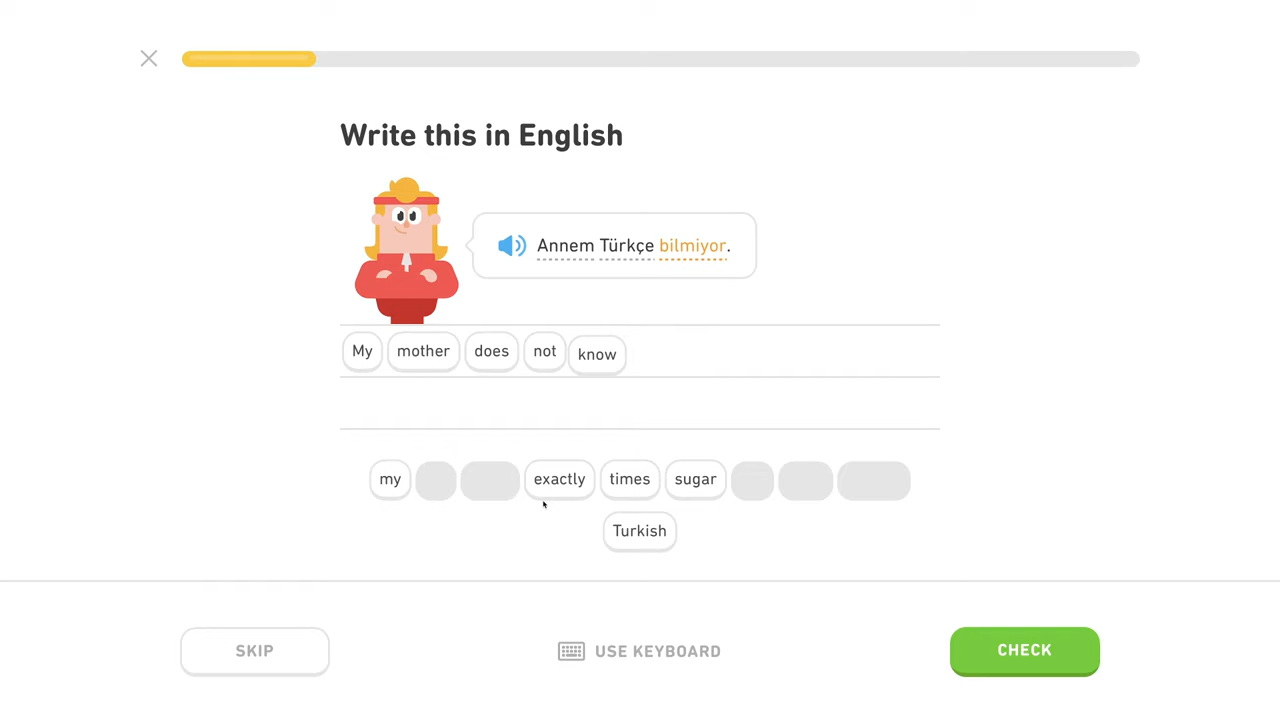 Write this in English
Annem Türkçe bilmiyor.
My mother does not know
my exactly times sugar
Turkish
SKIP USE KEYBOARD CHECK